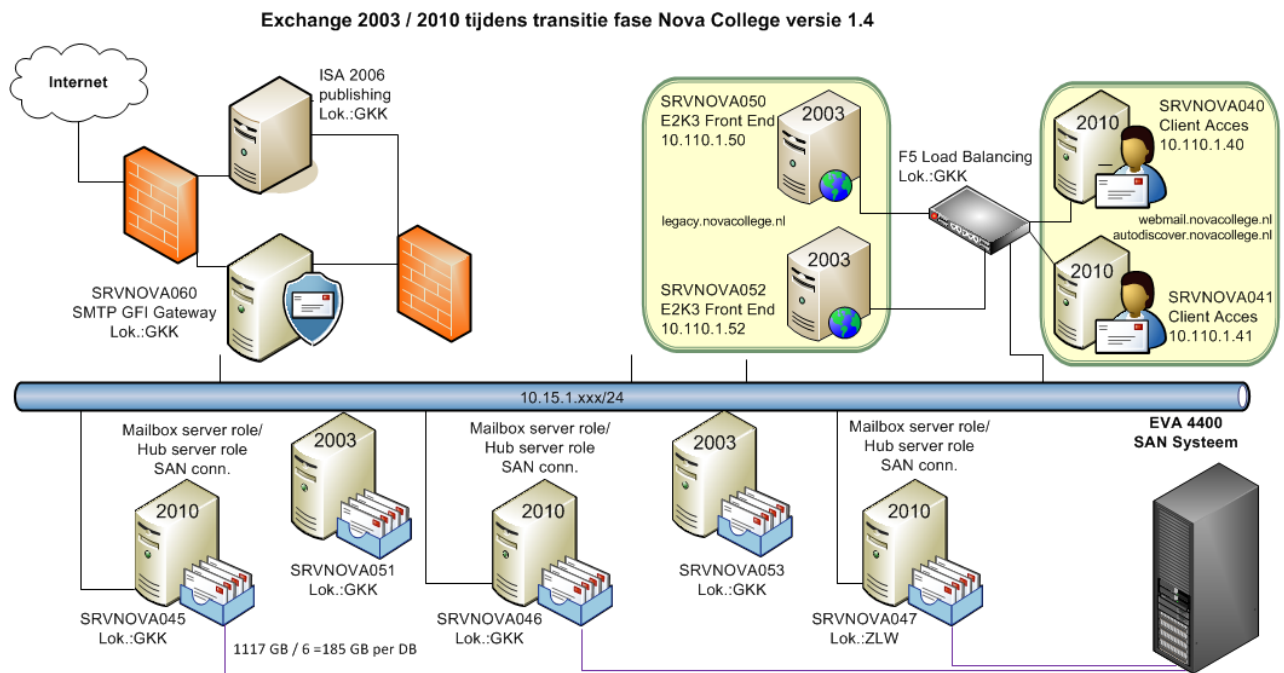 Exchange 2003 / 2010 tijdens transitie fase Nova College versie 1.4
Internet
ISA 2006
publishing
Lok.:GKK
SRVNOVA060
SMTP GFI Gateway
Lok.:GKK
SRVNOVA050
E2K3 Front End
10.110.1.50
2003
legacy.novacollege.nl
SRVNOVA052
E2K3 Front End
10.110.1.52
2003
F5 Load Balancing
Lok.:GKK
2010
SRVNOVA040
Client Acces
10.110.1.40
webmail.novacollege.nl
autodiscover.novacollege.nl
2010
SRVNOVA041
Client Acces
10.110.1.41
10.15.1.xxx/24
Mailbox server role/
Hub server role
SAN conn.
2010
SRVNOVA045
Lok.:GKK
2003
SRVNOVA051
Lok.:GKK
Mailbox server role/
Hub server role
SAN conn.
2010
SRVNOVA046
Lok.:GKK
2003
SRVNOVA053
Lok.:GKK
Mailbox server role/
Hub server role
SAN conn.
2010
SRVNOVA047
Lok.:ZLW
EVA 4400
SAN Systeem
1117 GB / 6 =185 GB per DB